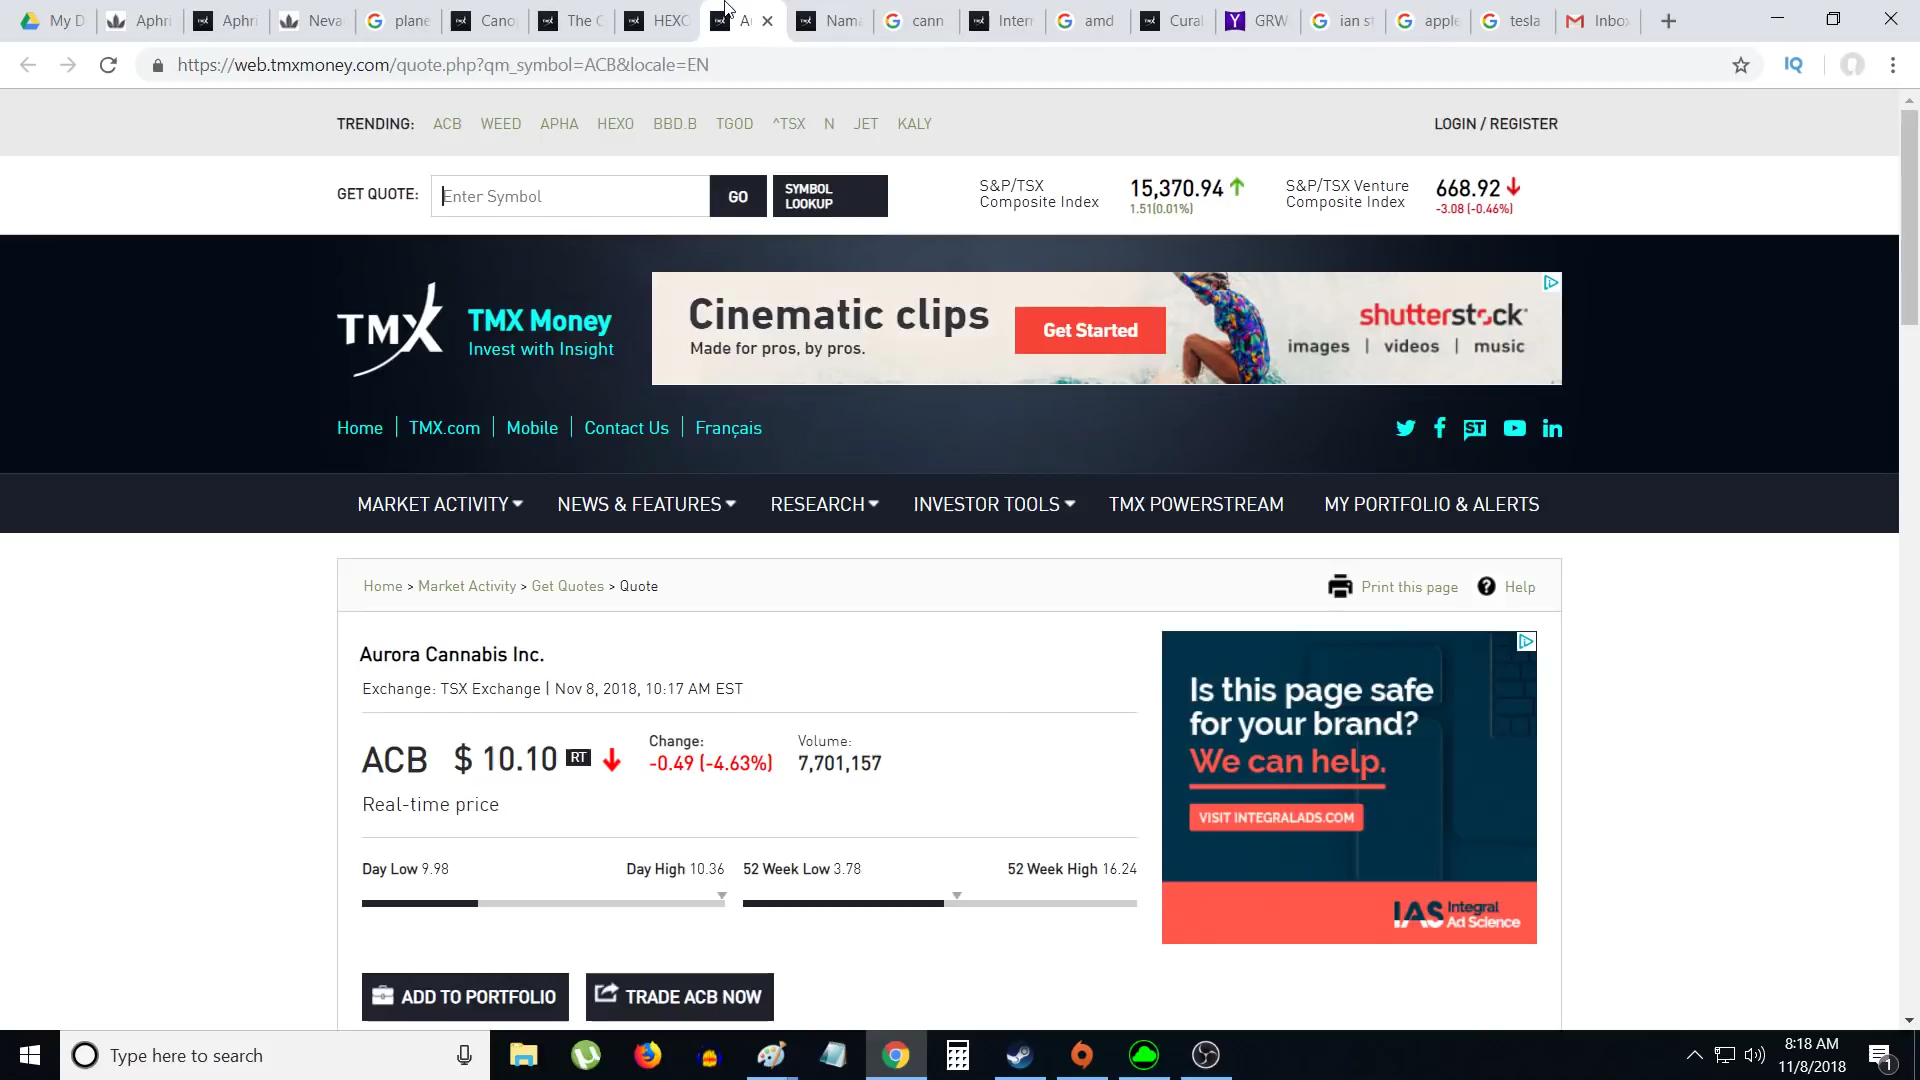 My D
Aphri
Aphri
Neva
plane
Cano
The C
HEXO
Nam
cann
Inter
amd
Cural
GRW
ian st
apple
tesla
Inbo
https://web.tmxmoney.com/quote.php?qm_symbol=ACB&locale=EN
IQ
TRENDING: ACB WEED APHA HEXO BBD.B TGOD ^TSX N JET KALY
LOGIN / REGISTER
GET QUOTE:
Enter Symbol
GO
SYMBOL
LOOKUP
S&P/TSX
Composite Index
15,370.94
1.51(0.01%)
S&P/TSX Venture
Composite Index
668.92
-3.08 (-0.46%)
TMX
TMX Money
Invest with Insight
Cinematic clips
Made for pros, by pros.
Get Started
shutterstock
images | videos | music
Home | TMX.com | Mobile | Contact Us | Français
ST
MARKET ACTIVITY NEWS & FEATURES RESEARCH INVESTOR TOOLS TMX POWERSTREAM MY PORTFOLIO & ALERTS
Home > Market Activity > Get Quotes > Quote
Print this page
Help
Aurora Cannabis Inc.
Exchange: TSX Exchange | Nov 8, 2018, 10:17 AM EST
ACB $ 10.10 RT
Change:
-0.49 (-4.63%)
Volume:
7,701,157
Real-time price
Day Low 9.98
Day High 10.36
52 Week Low 3.78
52 Week High 16.24
ADD TO PORTFOLIO
TRADE ACB NOW
Is this page safe
for your brand?
We can help.
VISIT INTEGRALADS.COM
IAS Integral
Ad Science
Type here to search
8:18 AM
11/8/2018
1